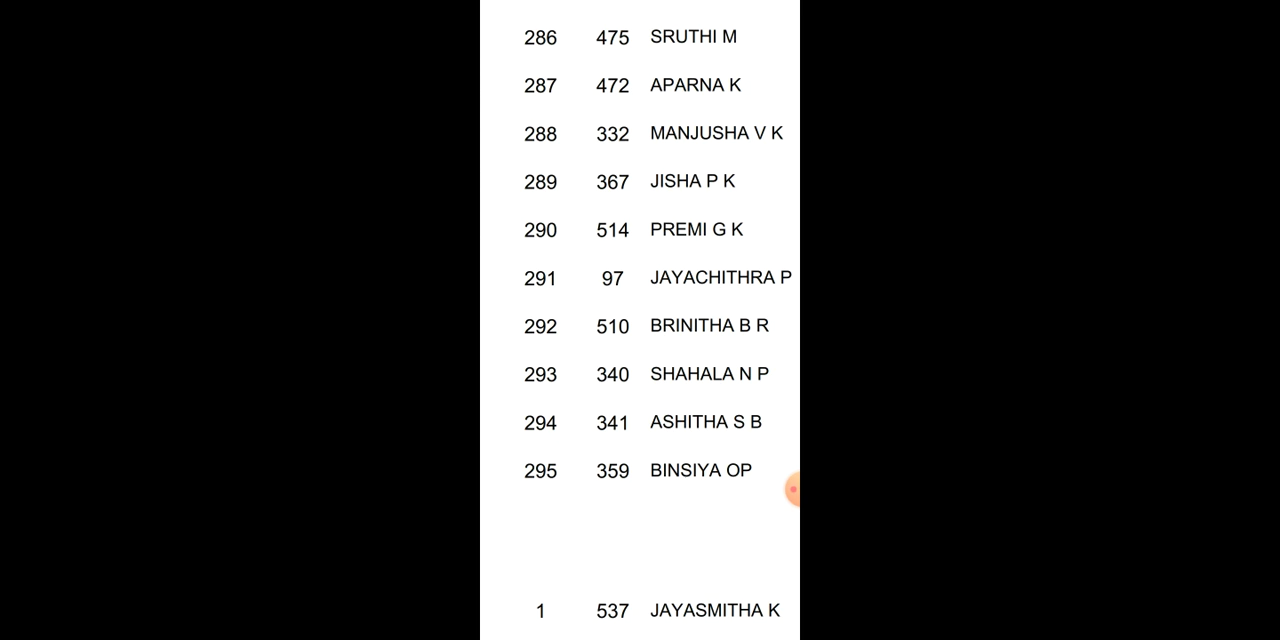 286 475 SRUTHI M
287 472 APARNA K
288 332 MANJUSHA V K
289 367 JISHA P K
290 514 PREMI G K
291 97 JAYACHITHRA P
292 510 BRINITHA B R
293 340 SHAHALA N P
294 341 ASHITHA S B
295 359 BINSIYA OP
1 537 JAYASMITHA K